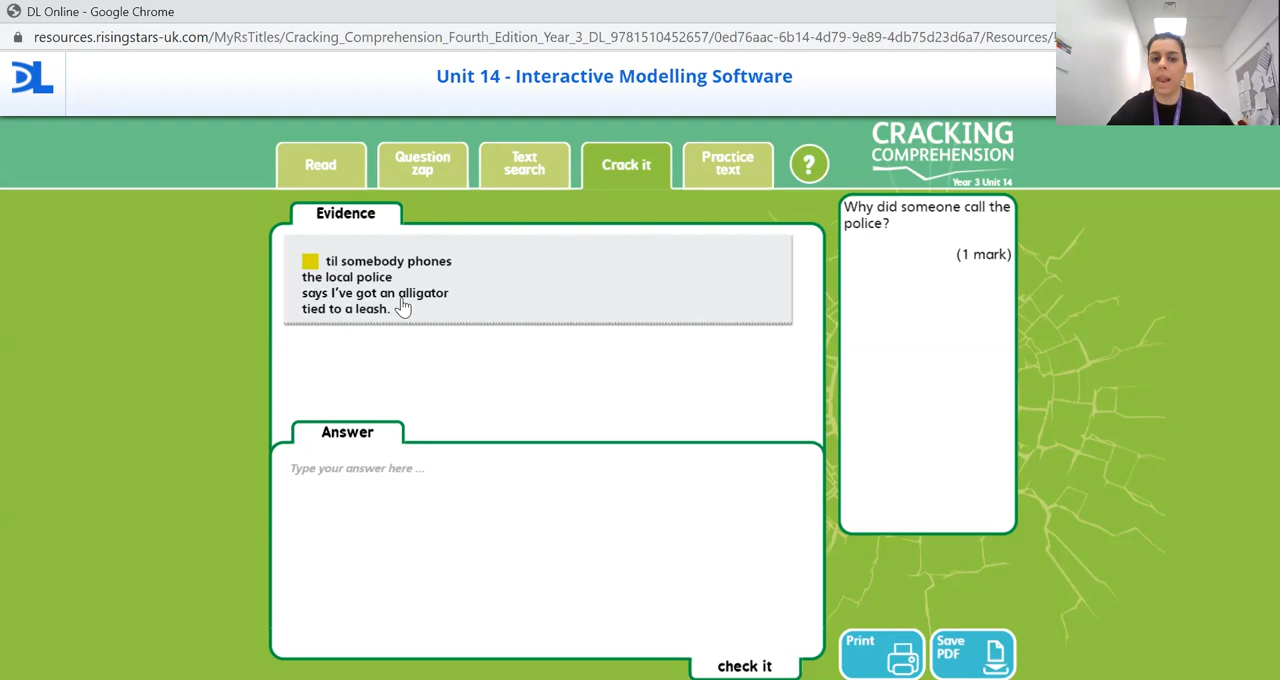 DL Online - Google Chrome
resources.risingstars-uk.com/MyRsTitles/Cracking_Comprehension_Fourth_Edition_Year_3_DL_9781510452657/0ed76aac-6b14-4d79-9e89-4db75d23d6a7/Resources/
DL
Unit 14 - Interactive Modelling Software
Read
Question
zap
Text
search
Crack it
Practice
text
?
CRACKING
COMPREHENSION
Year 3 Unit 14
Evidence
til somebody phones
the local police
says I've got an alligator
tied to a leash.
Why did someone call the
police?
(1 mark)
Answer
Type your answer here ...
check it
Print
Save
PDF